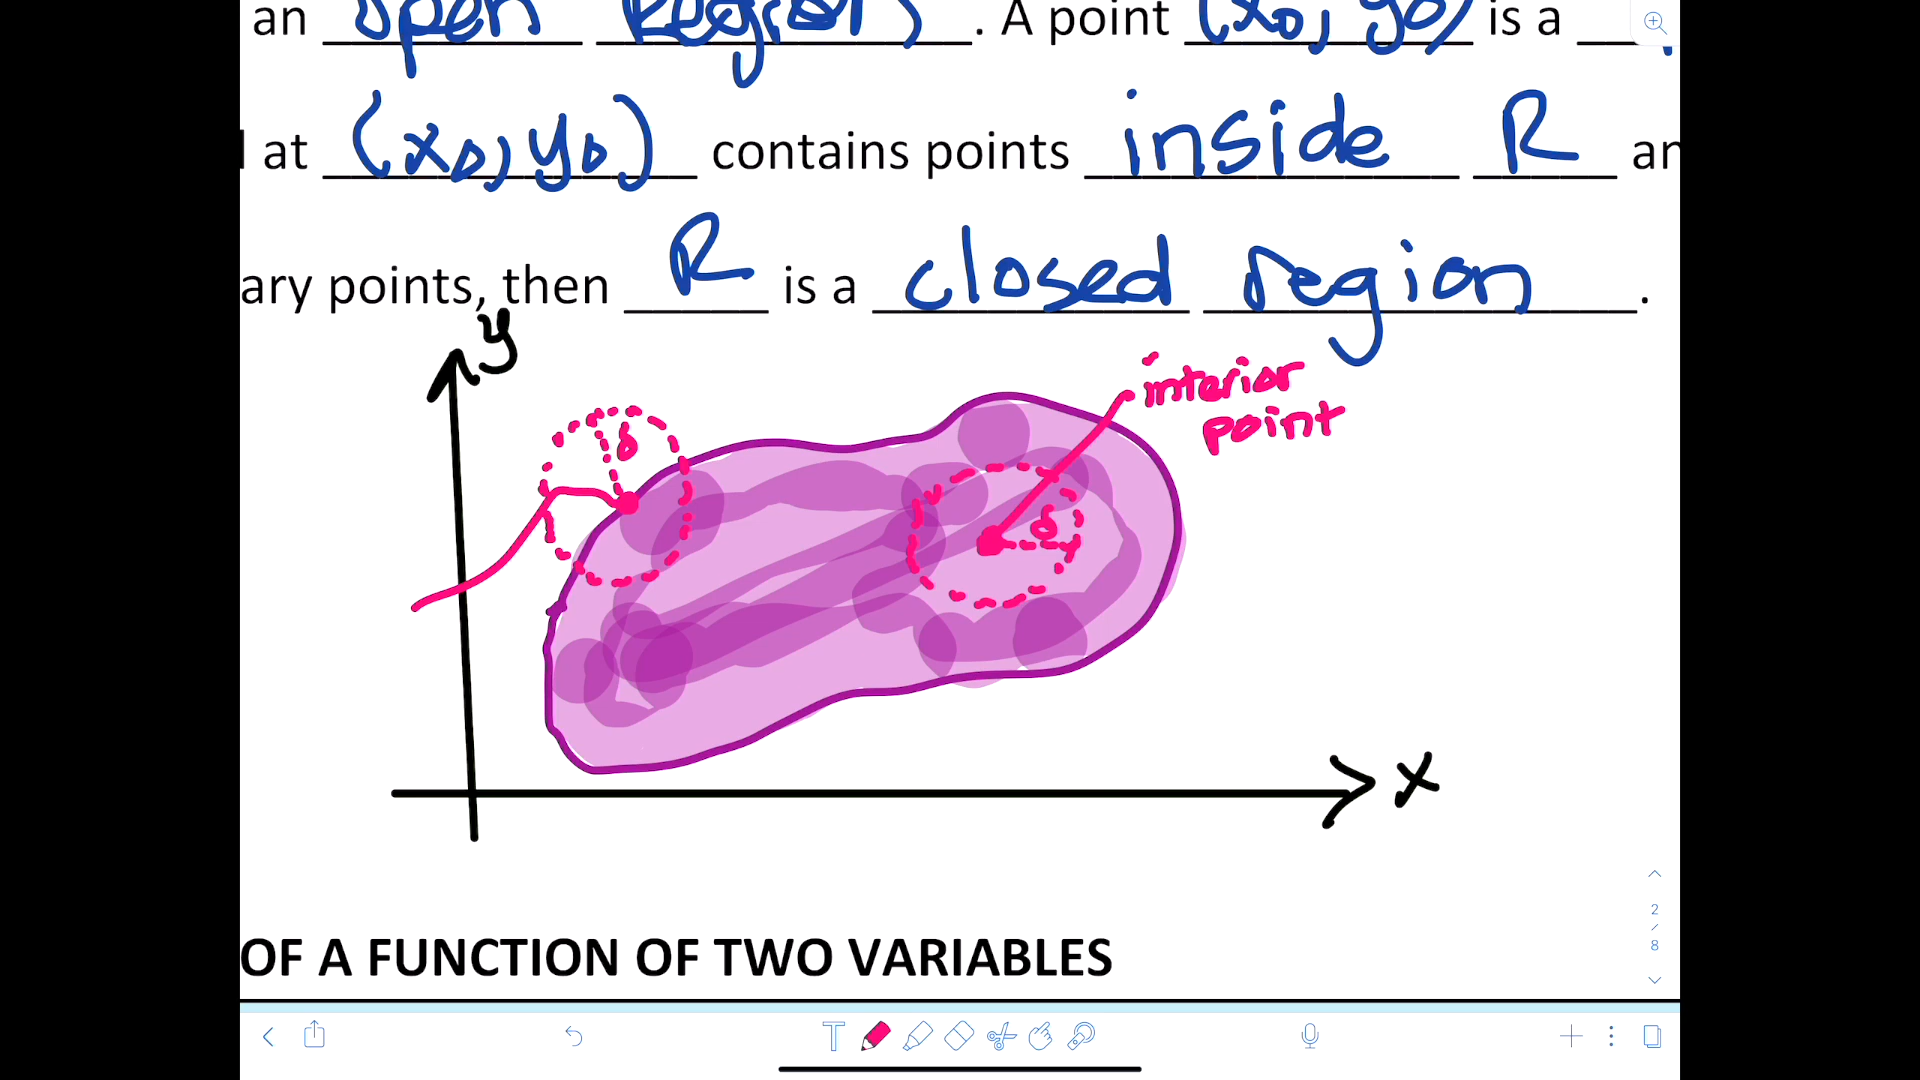 an open region. A point (x₀, y₀) is a
at (x₀, y₀) contains points inside R
ary points, then R is a closed region.
y
interior
point
δ
δ
x
OF A FUNCTION OF TWO VARIABLES
2
/
8
T